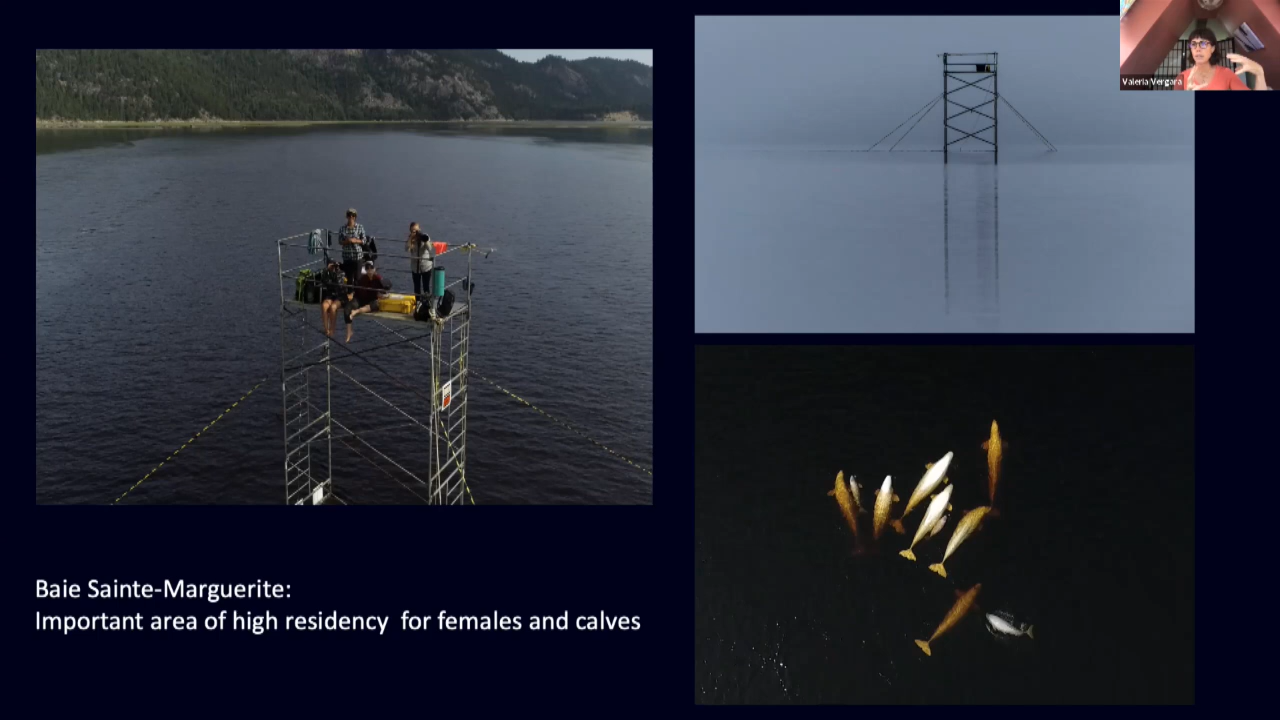 Valeria Vergara
Baie Sainte-Marguerite:
Important area of high residency  for females and calves